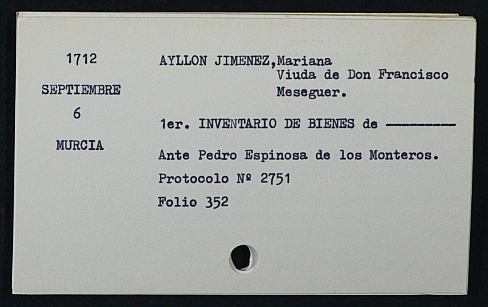 1712
SEPTIEMBRE
6
MURCIA
AYLLON JIMENEZ,Mariana
Viuda de Don Francisco
Meseguer.
1er. INVENTARIO DE BIENES de ----------
Ante Pedro Espinosa de los Monteros.
Protocolo Nº 2751
Folio 352